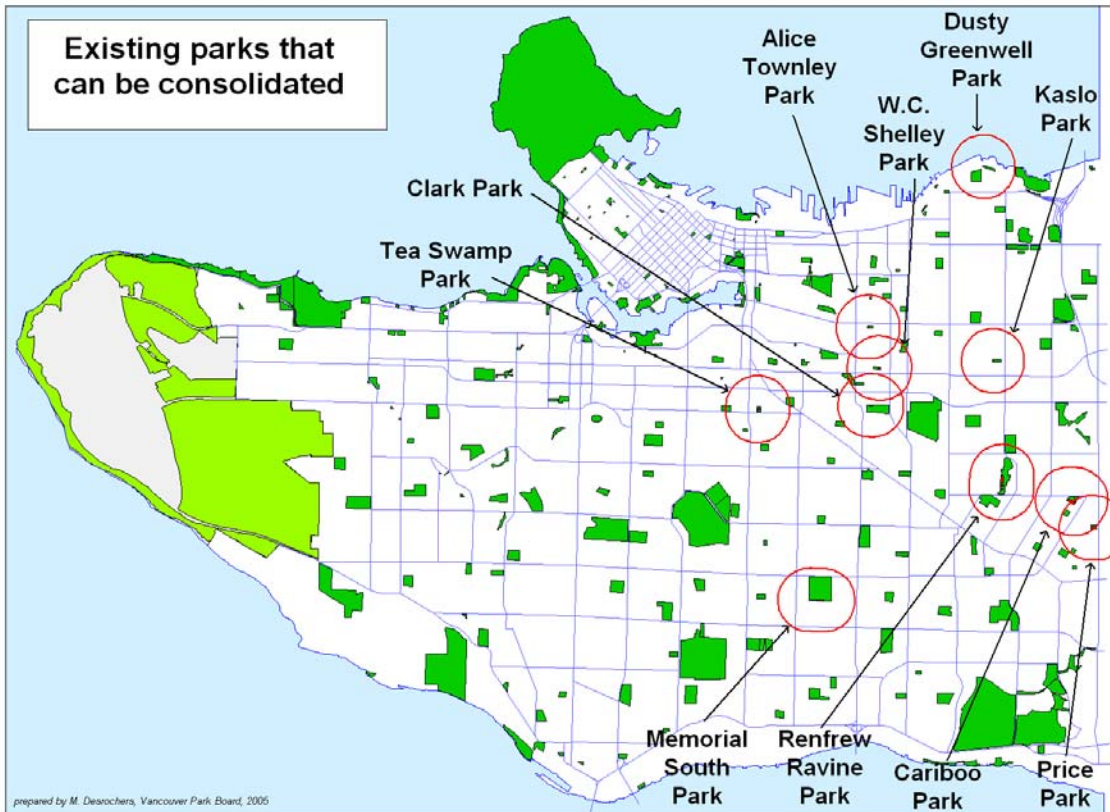 Existing parks that
can be consolidated
Alice
Townley
Park
Dusty
Greenwell
Park
W.C.
Shelley
Park
Kaslo
Park
Clark Park
Tea Swamp
Park
Memorial
South
Park
Renfrew
Ravine
Park
Cariboo
Park
Price
Park
prepared by M. Desrochers, Vancouver Park Board, 2005